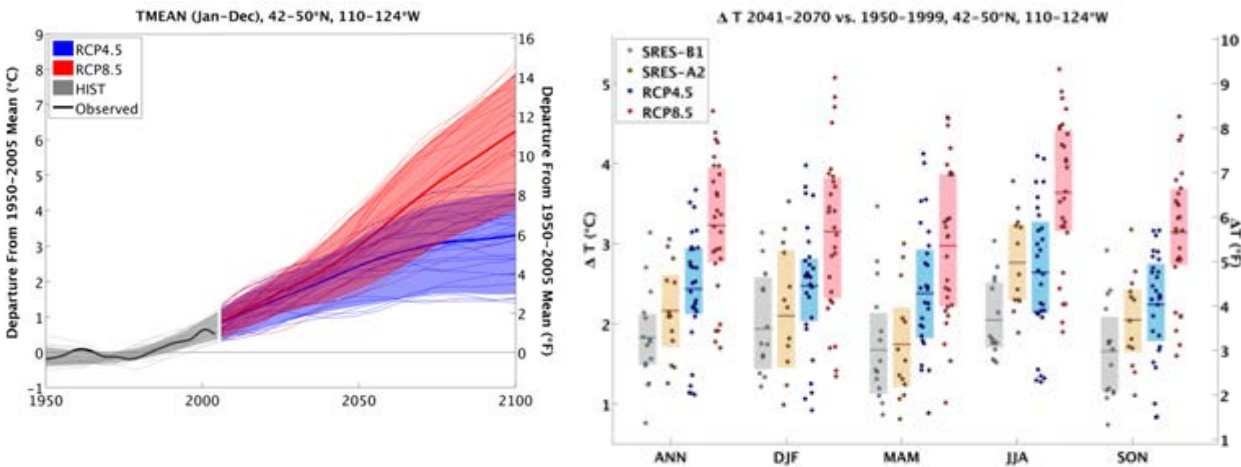 TMEAN (Jan-Dec), 42-50°N, 110-124°W
Departure From 1950-2005 Mean (°C)
9
8
7
6
5
4
3
2
1
0
-1
RCP4.5
RCP8.5
HIST
Observed
16
14
12
10
8
6
4
2
0
Departure From 1950-2005 Mean (°F)
1950
2000
2050
2100
Δ T 2041-2070 vs. 1950-1999, 42-50°N, 110-124°W
Δ T (°C)
5
4
3
2
1
SRES-B1
SRES-A2
RCP4.5
RCP8.5
10
9
8
7
6
5
4
3
2
1
ΔT (°F)
ANN
DJF
MAM
JJA
SON